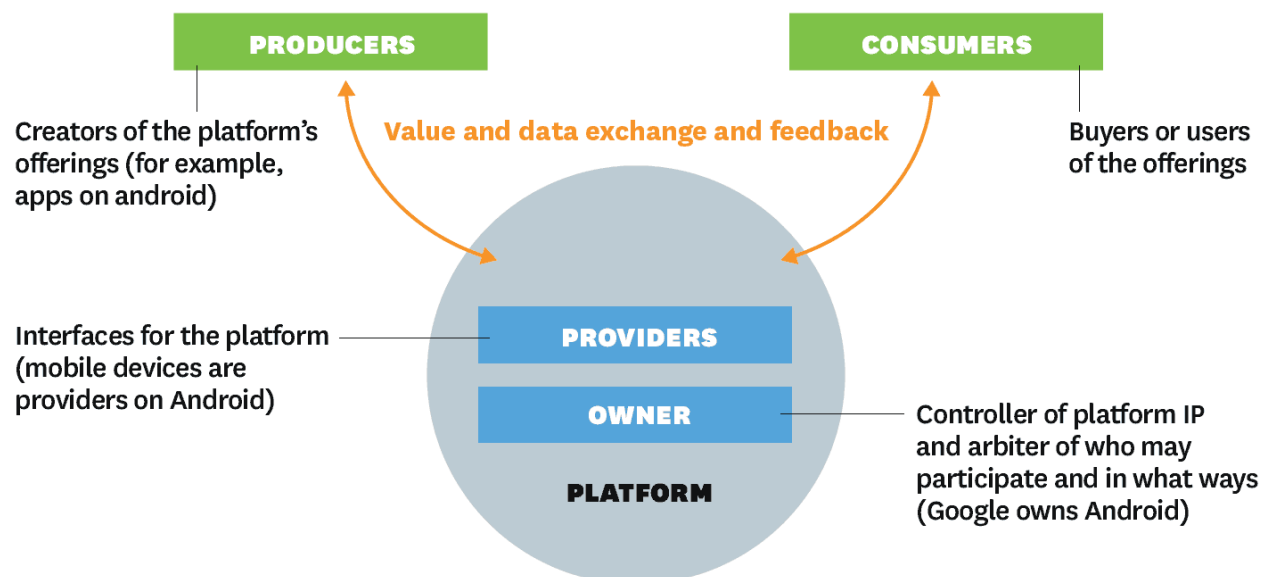 PRODUCERS
CONSUMERS
Creators of the platform’s
offerings (for example,
apps on android)
Value and data exchange and feedback
Buyers or users
of the offerings
Interfaces for the platform
(mobile devices are
providers on Android)
PROVIDERS
OWNER
Controller of platform IP
and arbiter of who may
participate and in what ways
(Google owns Android)
PLATFORM